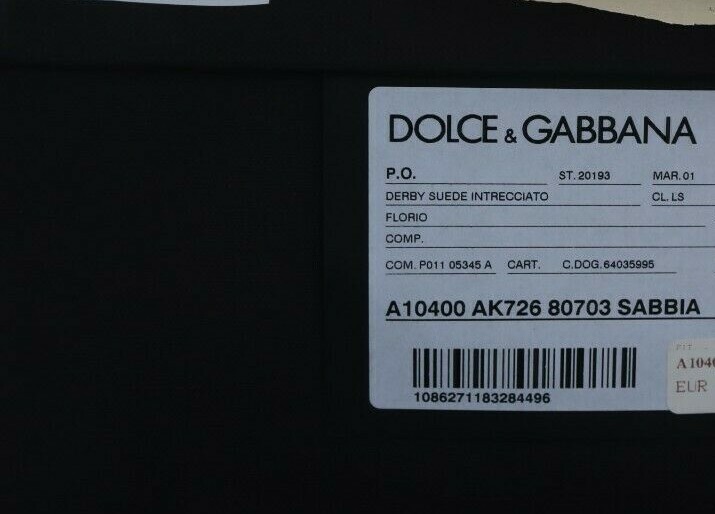 DOLCE & GABBANA
P.O. ST. 20193 MAR. 01
DERBY SUEDE INTRECCIATO CL. LS
FLORIO
COMP.
COM. P011 05345 A CART. C.DOG. 64035995
A10400 AK726 80703 SABBIA
1086271183284496
A104
EUR